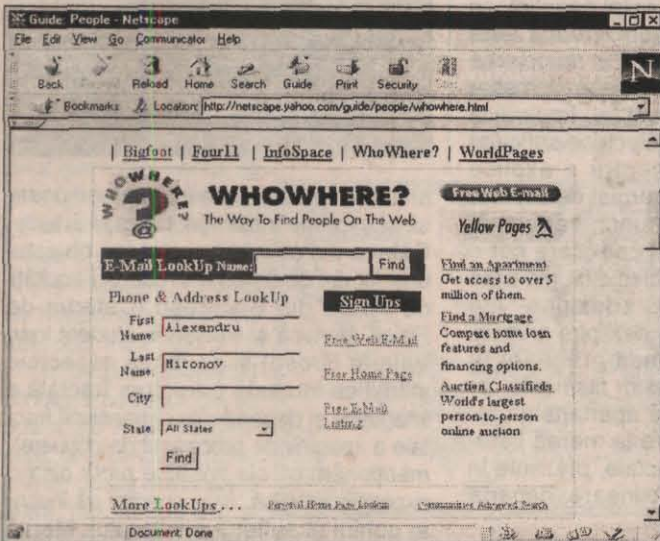 Guide: People - Netscape
File Edit View Go Communicator Help
Back Reload Home Search Guide Print Security
N
Bookmarks Location: http://netscape.yahoo.com/guide/people/whowhere.html
| Bigfoot | Four11 | InfoSpace | WhoWhere? | WorldPages
WHOWHERE?
?
@
WHOWHERE?
The Way To Find People On The Web
Free Web E-mail
Yellow Pages
E-Mail LookUp Name: Find
Phone & Address LookUp
First Name: Alexandru
Last Name: Mironov
City:
State: All States
Find
Sign Ups
Free Web E-Mail
Free Home Page
Free E-Mail
Listing
Find an Apartment
Get access to over 5
million of them.
Find a Mortgage
Compare home loan
features and
financing options.
Auction Classifieds
World's largest
person-to-person
online auction
More LookUps . . . Personal Home Page Lookup Communities Advanced Search
Document: Done